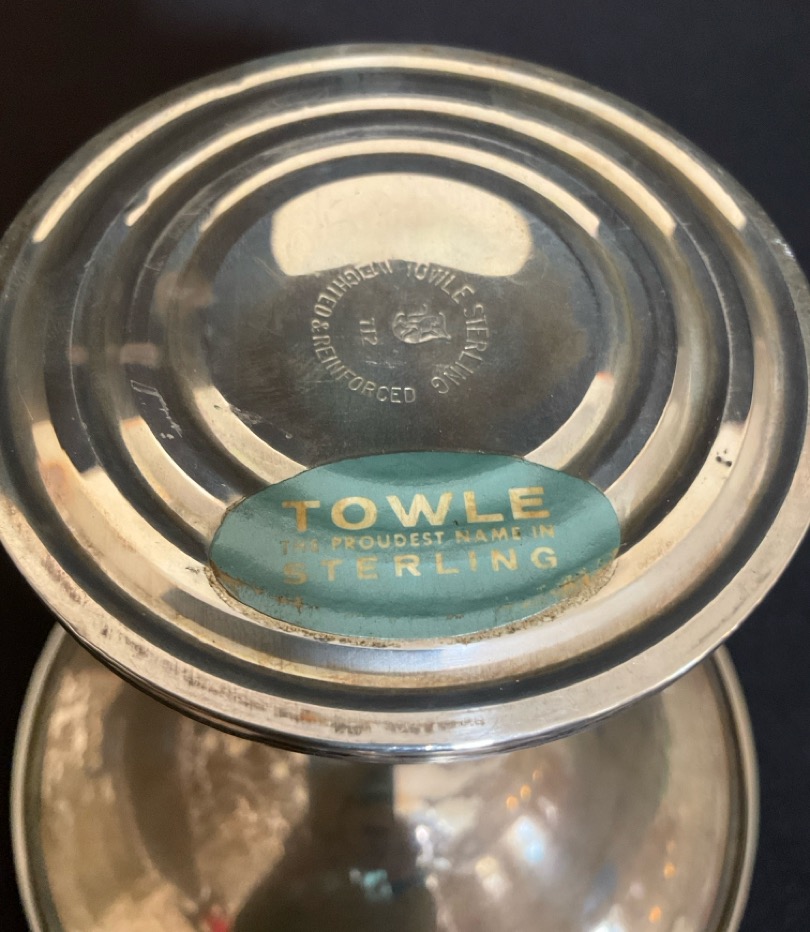 TOWLE STERLING
WEIGHTED & REINFORCED
TOWLE
THE PROUDEST NAME IN
STERLING